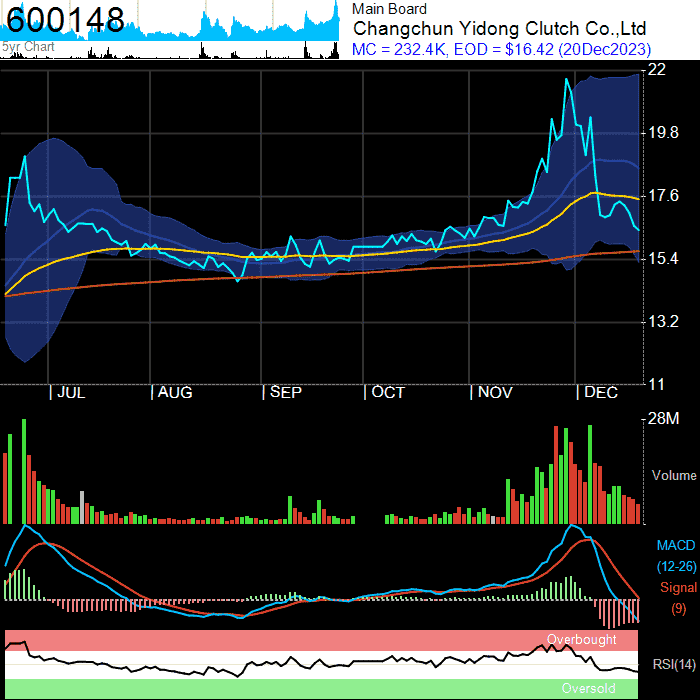 600148
5yr Chart
Main Board
Changchun Yidong Clutch Co.,Ltd
MC = 232.4K, EOD = $16.42 (20Dec2023)
22
19.8
17.6
15.4
13.2
11
| JUL | AUG | SEP | OCT | NOV | DEC
28M
Volume
MACD
(12-26)
Signal
(9)
Overbought
RSI(14)
Oversold